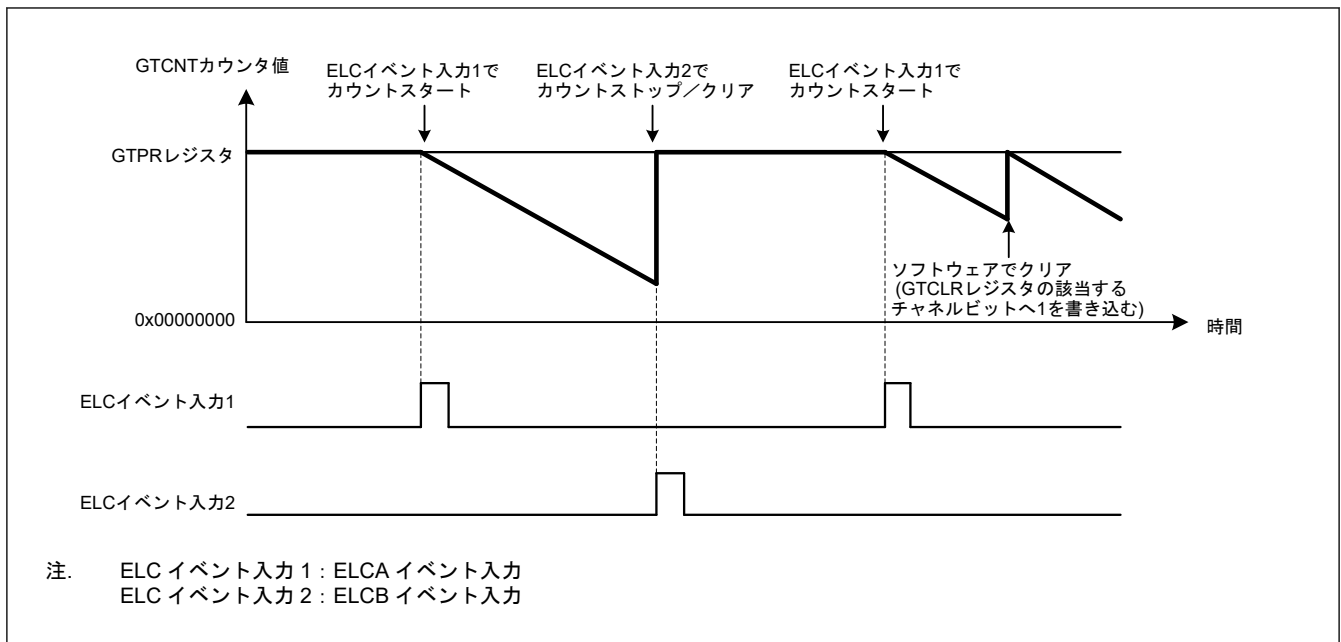 GTCNTカウンタ値
ELCイベント入力1で
カウントスタート
ELCイベント入力2で
カウントストップ／クリア
ELCイベント入力1で
カウントスタート
GTPRレジスタ
ソフトウェアでクリア
(GTCLRレジスタの該当する
チャネルビットへ1を書き込む)
0x00000000
時間
ELCイベント入力1
ELCイベント入力2
注. ELC イベント入力 1 : ELCA イベント入力
ELC イベント入力 2 : ELCB イベント入力